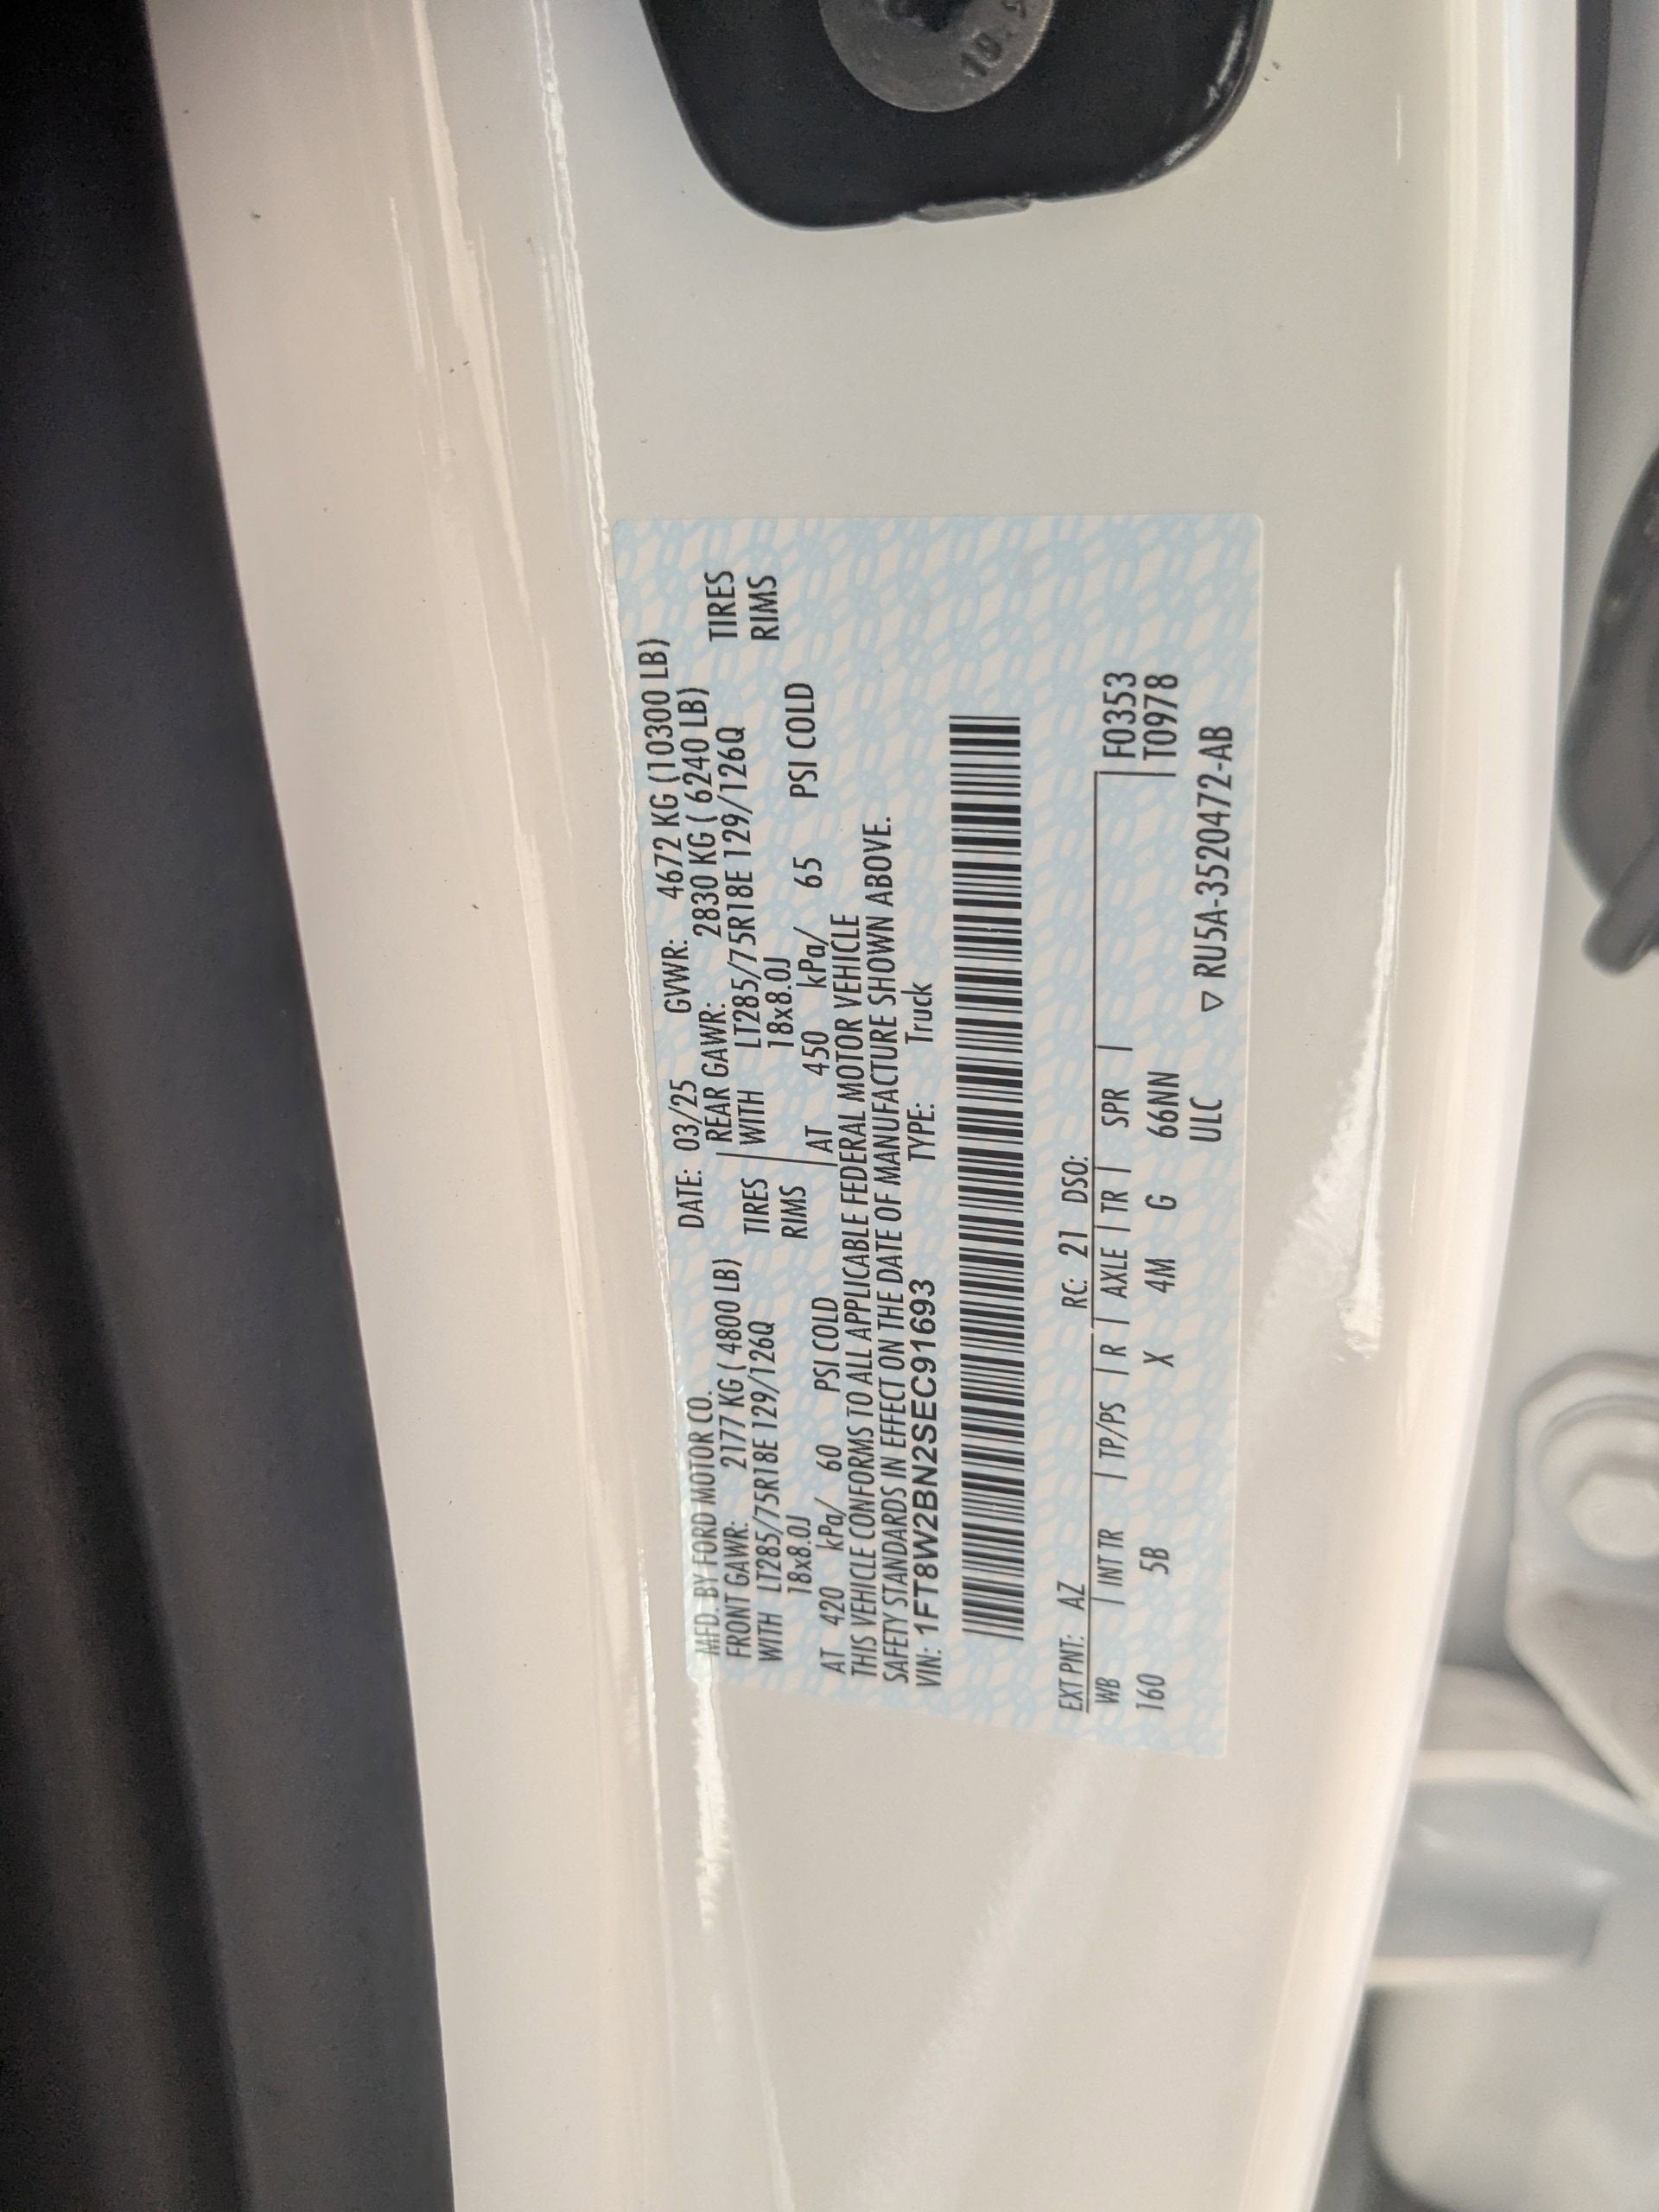 MFD. BY FORD MOTOR CO. DATE: 03/25 GVWR: 4672 KG (10300 LB)
FRONT GAWR: 2177 KG ( 4800 LB) REAR GAWR: 2830 KG ( 6240 LB)
WITH LT285/75R18E 129/126Q TIRES WITH LT285/75R18E 129/126Q TIRES
18x8.0J RIMS 18x8.0J RIMS
AT 420 kPa/ 60 PSI COLD AT 450 kPa/ 65 PSI COLD
THIS VEHICLE CONFORMS TO ALL APPLICABLE FEDERAL MOTOR VEHICLE
SAFETY STANDARDS IN EFFECT ON THE DATE OF MANUFACTURE SHOWN ABOVE.
VIN: 1FT8W2BN2SEC91693 TYPE: Truck
EXT PNT: AZ RC: 21 DSO:
WB | INT TR | TP/PS | R | AXLE | TR | SPR | F0353
160 5B X 4M G 66NN T0978
ULC ▽ RU5A-3520472-AB